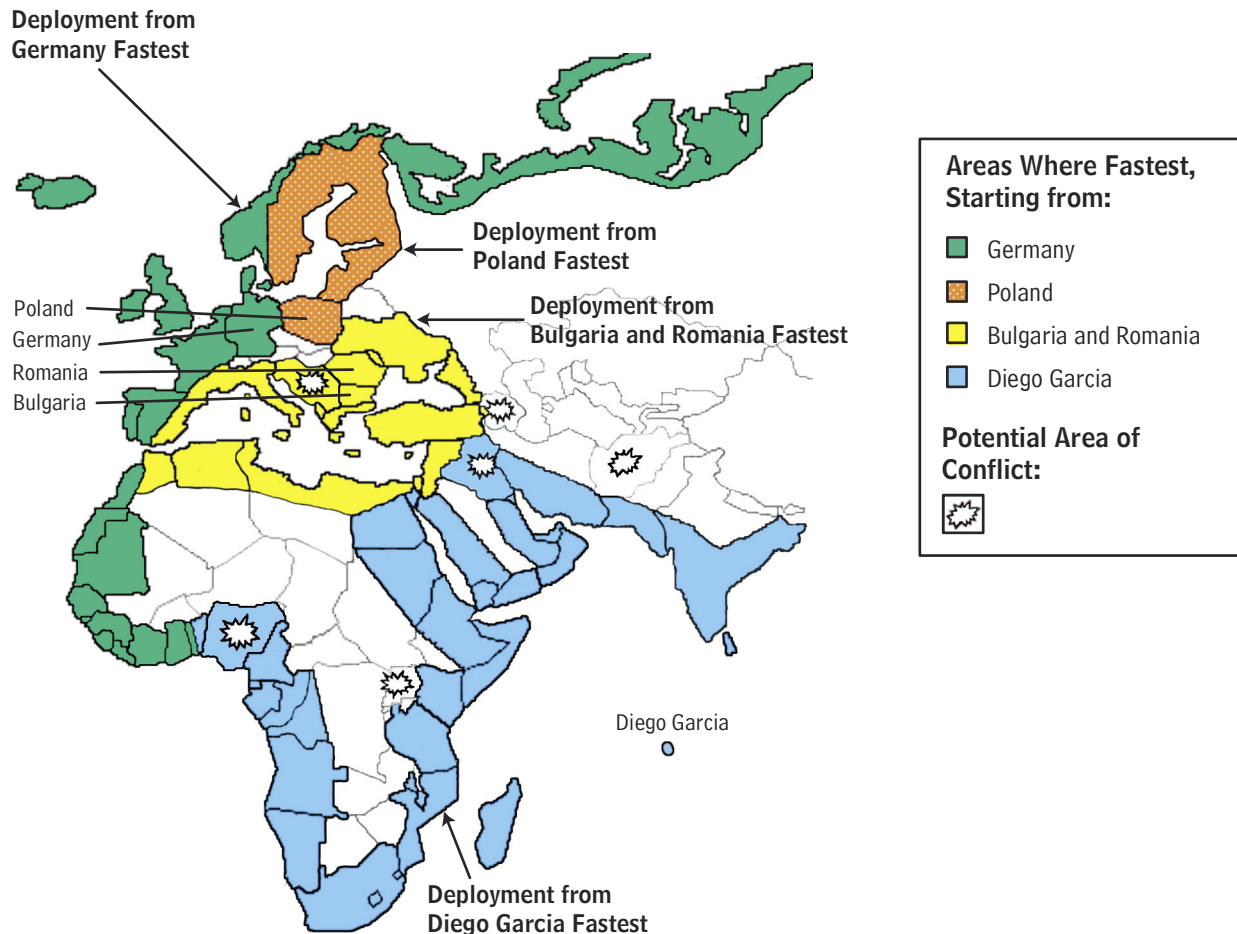 Deployment from
Germany Fastest
Deployment from
Poland Fastest
Deployment from
Bulgaria and Romania Fastest
Poland
Germany
Romania
Bulgaria
Diego Garcia
Deployment from
Diego Garcia Fastest
Areas Where Fastest,
Starting from:
Germany
Poland
Bulgaria and Romania
Diego Garcia
Potential Area of
Conflict: